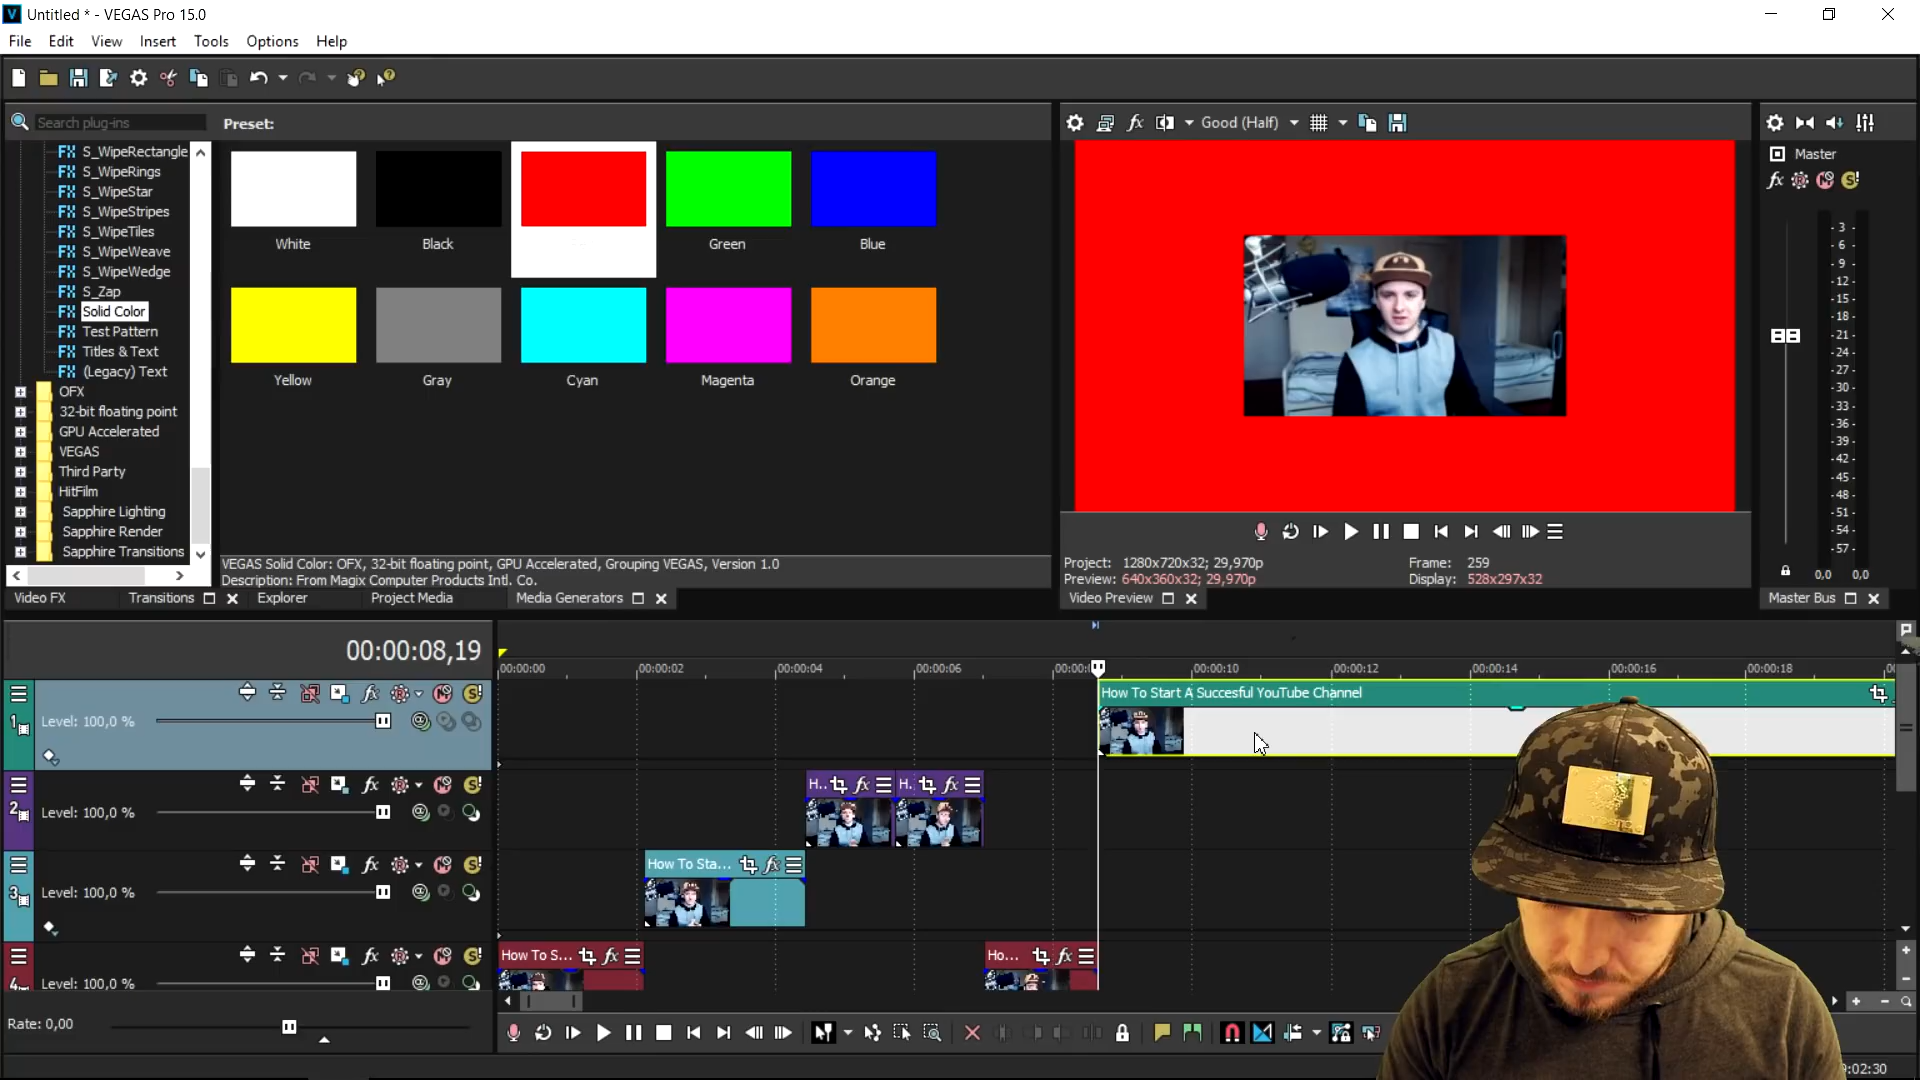 Untitled * - VEGAS Pro 15.0
File Edit View Insert Tools Options Help
Search plug-ins
Preset:
S_WipeRectangle
S_WipeRings
S_WipeStar
S_WipeStripes
S_WipeTiles
S_WipeWeave
S_WipeWedge
S_Zap
Solid Color
Test Pattern
Titles & Text
(Legacy) Text
OFX
32-bit floating point
GPU Accelerated
VEGAS
Third Party
HitFilm
Sapphire Lighting
Sapphire Render
Sapphire Transitions
White Black Green Blue
Yellow Gray Cyan Magenta Orange
VEGAS Solid Color: OFX, 32-bit floating point, GPU Accelerated, Grouping VEGAS, Version 1.0
Description: From Magix Computer Products Intl. Co.
Video FX Transitions Explorer Project Media Media Generators
Good (Half)
Project: 1280x720x32; 29,970p Frame: 259
Preview: 640x360x32; 29,970p Display: 528x297x32
Video Preview
Master
- 3 -
- 6 -
- 9 -
-12-
-15-
-18-
-21-
-24-
-27-
-30-
-33-
-36-
-39-
-42-
-45-
-48-
-51-
-54-
-57-
0,0 0,0
Master Bus
00:00:08,19
00:00:00 00:00:02 00:00:04 00:00:06 00:00:10 00:00:12 00:00:14 00:00:16 00:00:18
1 Level: 100,0 %
How To Start A Succesful YouTube Channel
2 Level: 100,0 %
H.. H.
3 Level: 100,0 %
How To Sta...
4 Level: 100,0 %
How To S... Ho...
Rate: 0,00